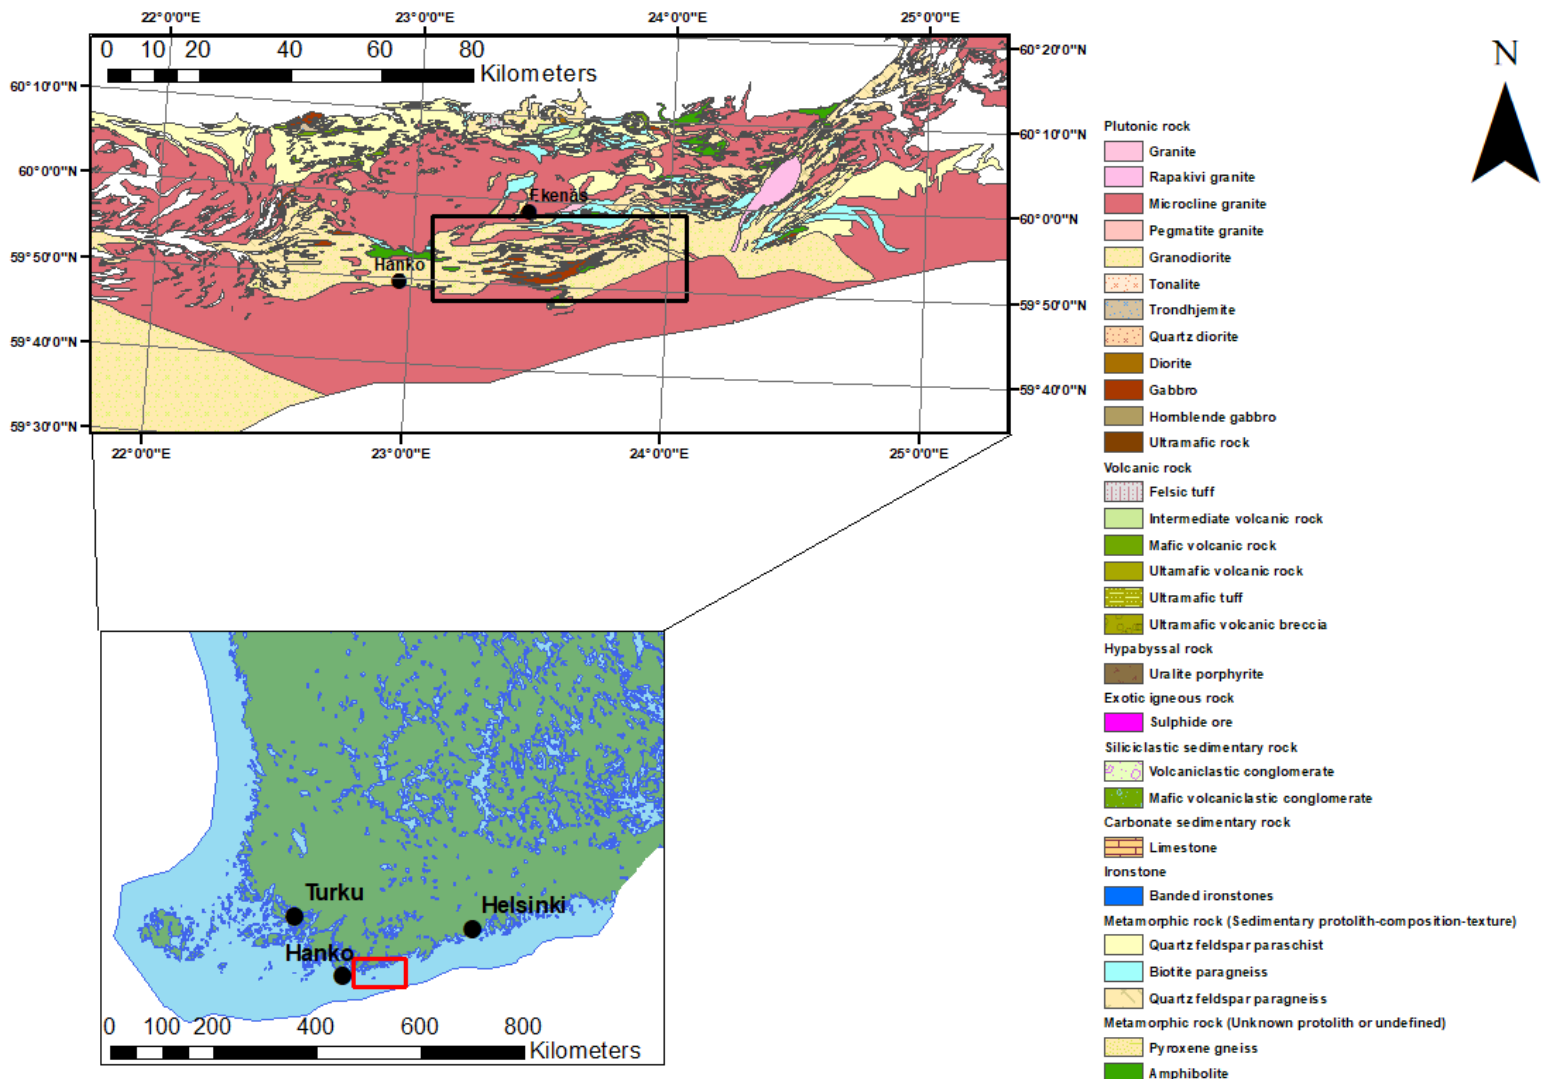 22°0'0"E 23°0'0"E 24°0'0"E 25°0'0"E
0 10 20 40 60 80
Kilometers
60°20'0"N
60°10'0"N
60°10'0"N
60°0'0"N
Ekenäs
60°0'0"N
59°50'0"N
Hanko
59°50'0"N
59°40'0"N
59°40'0"N
59°30'0"N
22°0'0"E 23°0'0"E 24°0'0"E 25°0'0"E
Turku
Helsinki
Hanko
0 100 200 400 600 800
Kilometers
N
Plutonic rock
Granite
Rapakivi granite
Microcline granite
Pegmatite granite
Granodiorite
Tonalite
Trondhjemite
Quartz diorite
Diorite
Gabbro
Hornblende gabbro
Ultramafic rock
Volcanic rock
Felsic tuff
Intermediate volcanic rock
Mafic volcanic rock
Ultamafic volcanic rock
Ultramafic tuff
Ultramafic volcanic breccia
Hypabyssal rock
Uralite porphyrite
Exotic igneous rock
Sulphide ore
Siliciclastic sedimentary rock
Volcaniclastic conglomerate
Mafic volcaniclastic conglomerate
Carbonate sedimentary rock
Limestone
Ironstone
Banded ironstones
Metamorphic rock (Sedimentary protolith-composition-texture)
Quartz feldspar paraschist
Biotite paragneiss
Quartz feldspar paragneiss
Metamorphic rock (Unknown protolith or undefined)
Pyroxene gneiss
Amphibolite